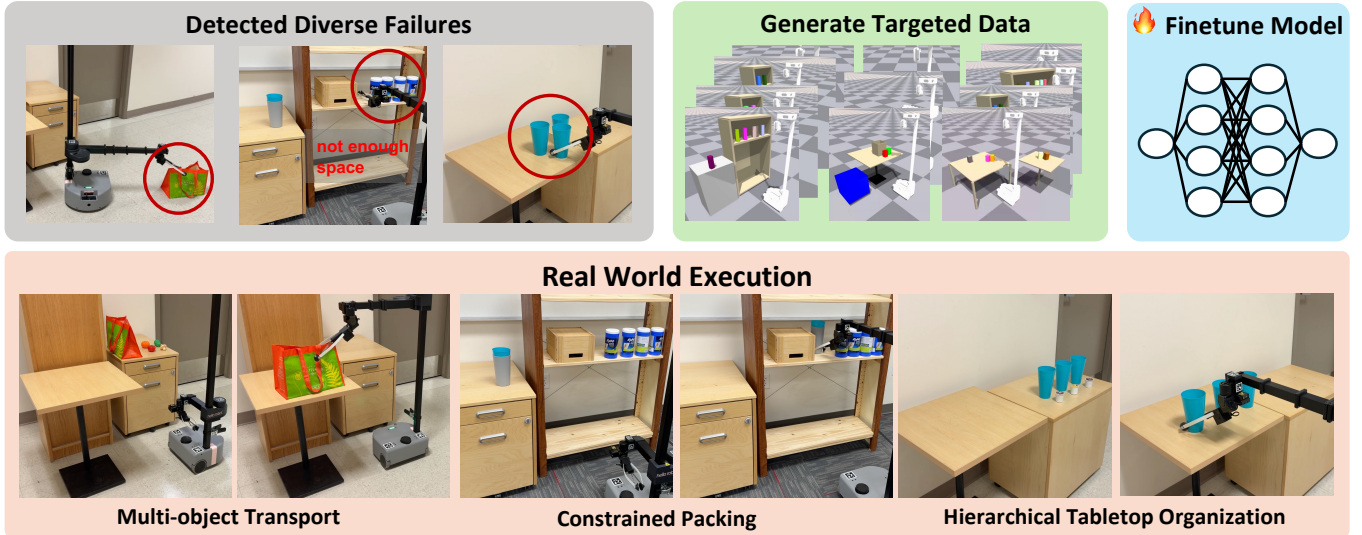 Detected Diverse Failures
Generate Targeted Data
Finetune Model
not enough
space
Real World Execution
Multi-object Transport
Constrained Packing
Hierarchical Tabletop Organization